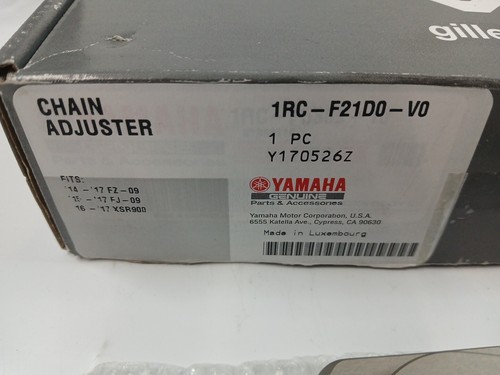 gille
CHAIN
ADJUSTER
1RC-F21D0-V0
1 PC
Y170526Z
FITS:
'14 - '17 FZ-09
'15 - '17 FJ-09
'16 - '17 XSR900
YAMAHA
GENUINE
Parts & Accessories
Yamaha Motor Corporation, U.S.A.
6555 Katella Ave., Cypress, CA 90630
Made in Luxembourg